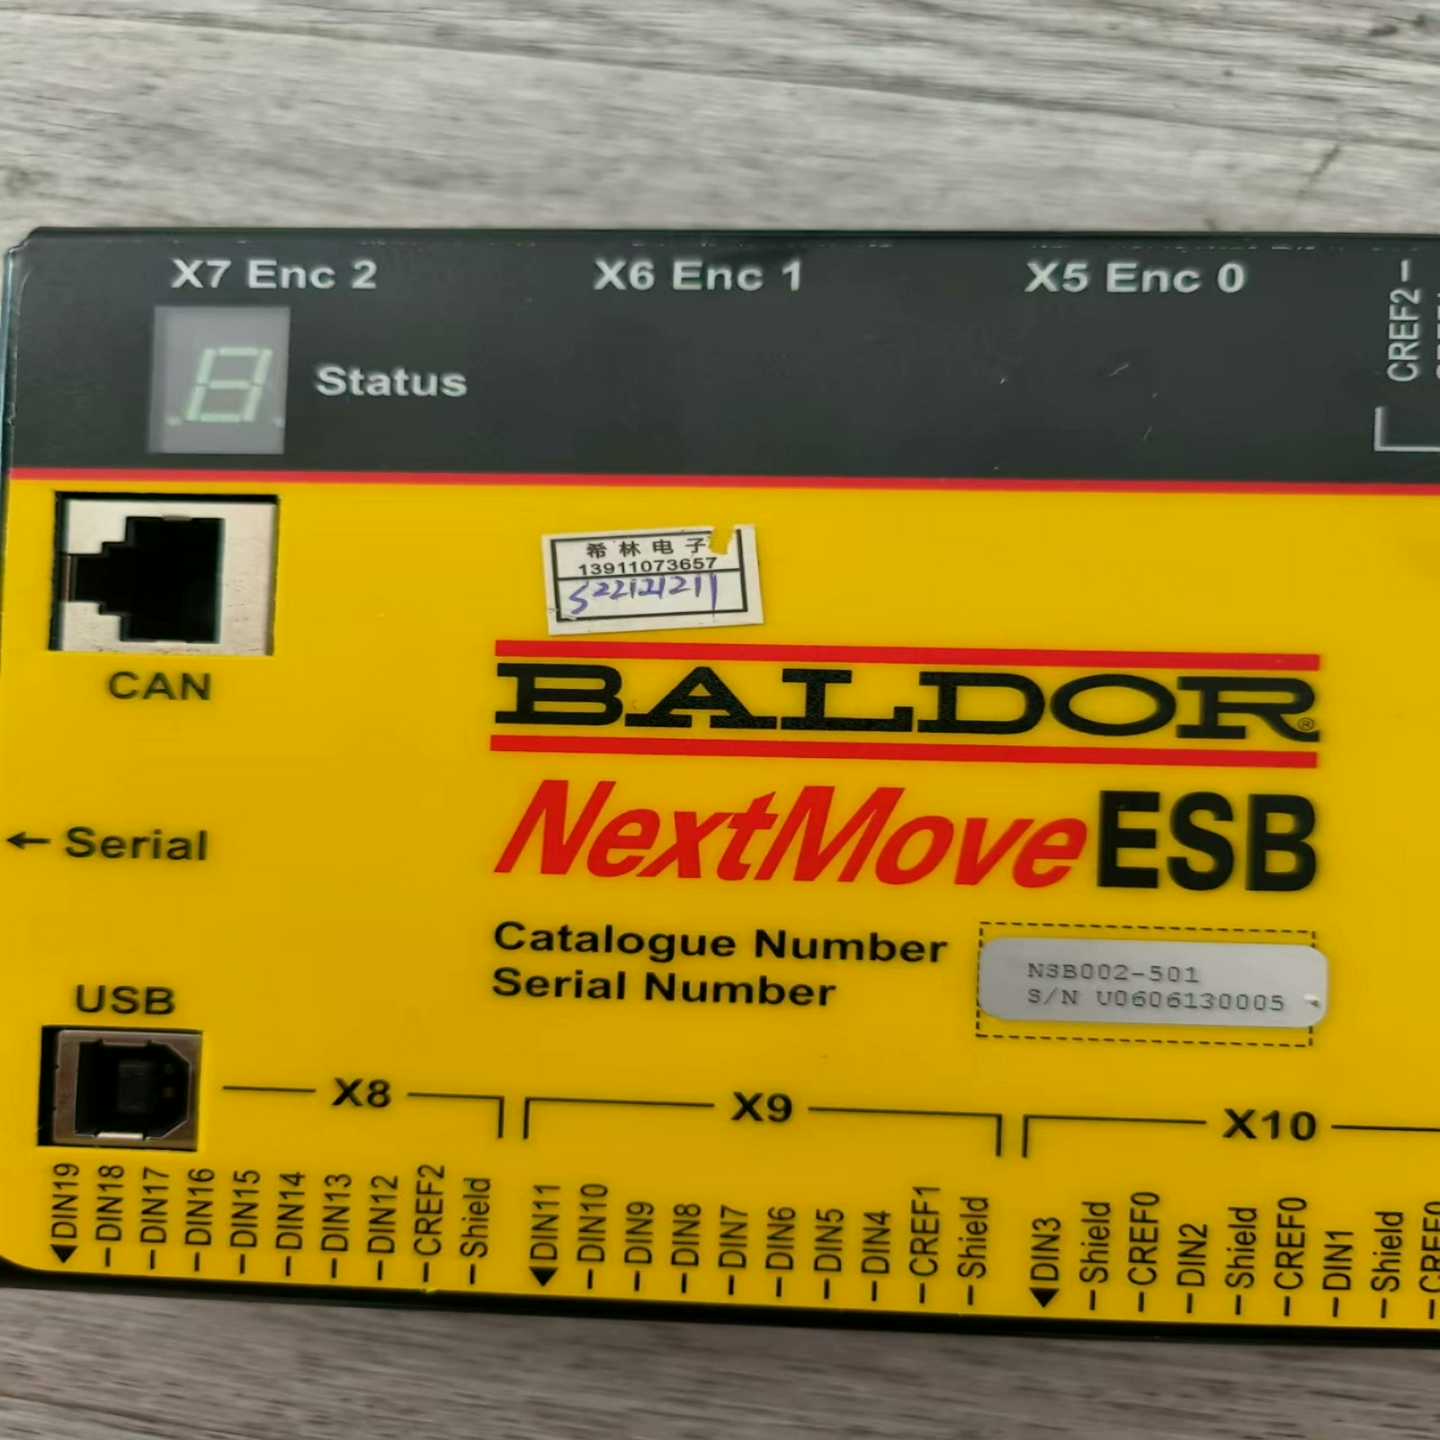 X7 Enc 2
X6 Enc 1
X5 Enc 0
CREF2
Status
希林电子
13911073657
S22121211
CAN
BALDOR®
NextMove ESB
← Serial
Catalogue Number
Serial Number
NSB002-501
S/N U0606130005
USB
X8
X9
X10
DIN19
DIN18
DIN17
DIN16
DIN15
DIN14
DIN13
DIN12
CREF2
Shield
DIN11
DIN10
DIN9
DIN8
DIN7
DIN6
DIN5
DIN4
CREF1
Shield
DIN3
Shield
CREF0
DIN2
Shield
CREF0
DIN1
Shield
CREF0